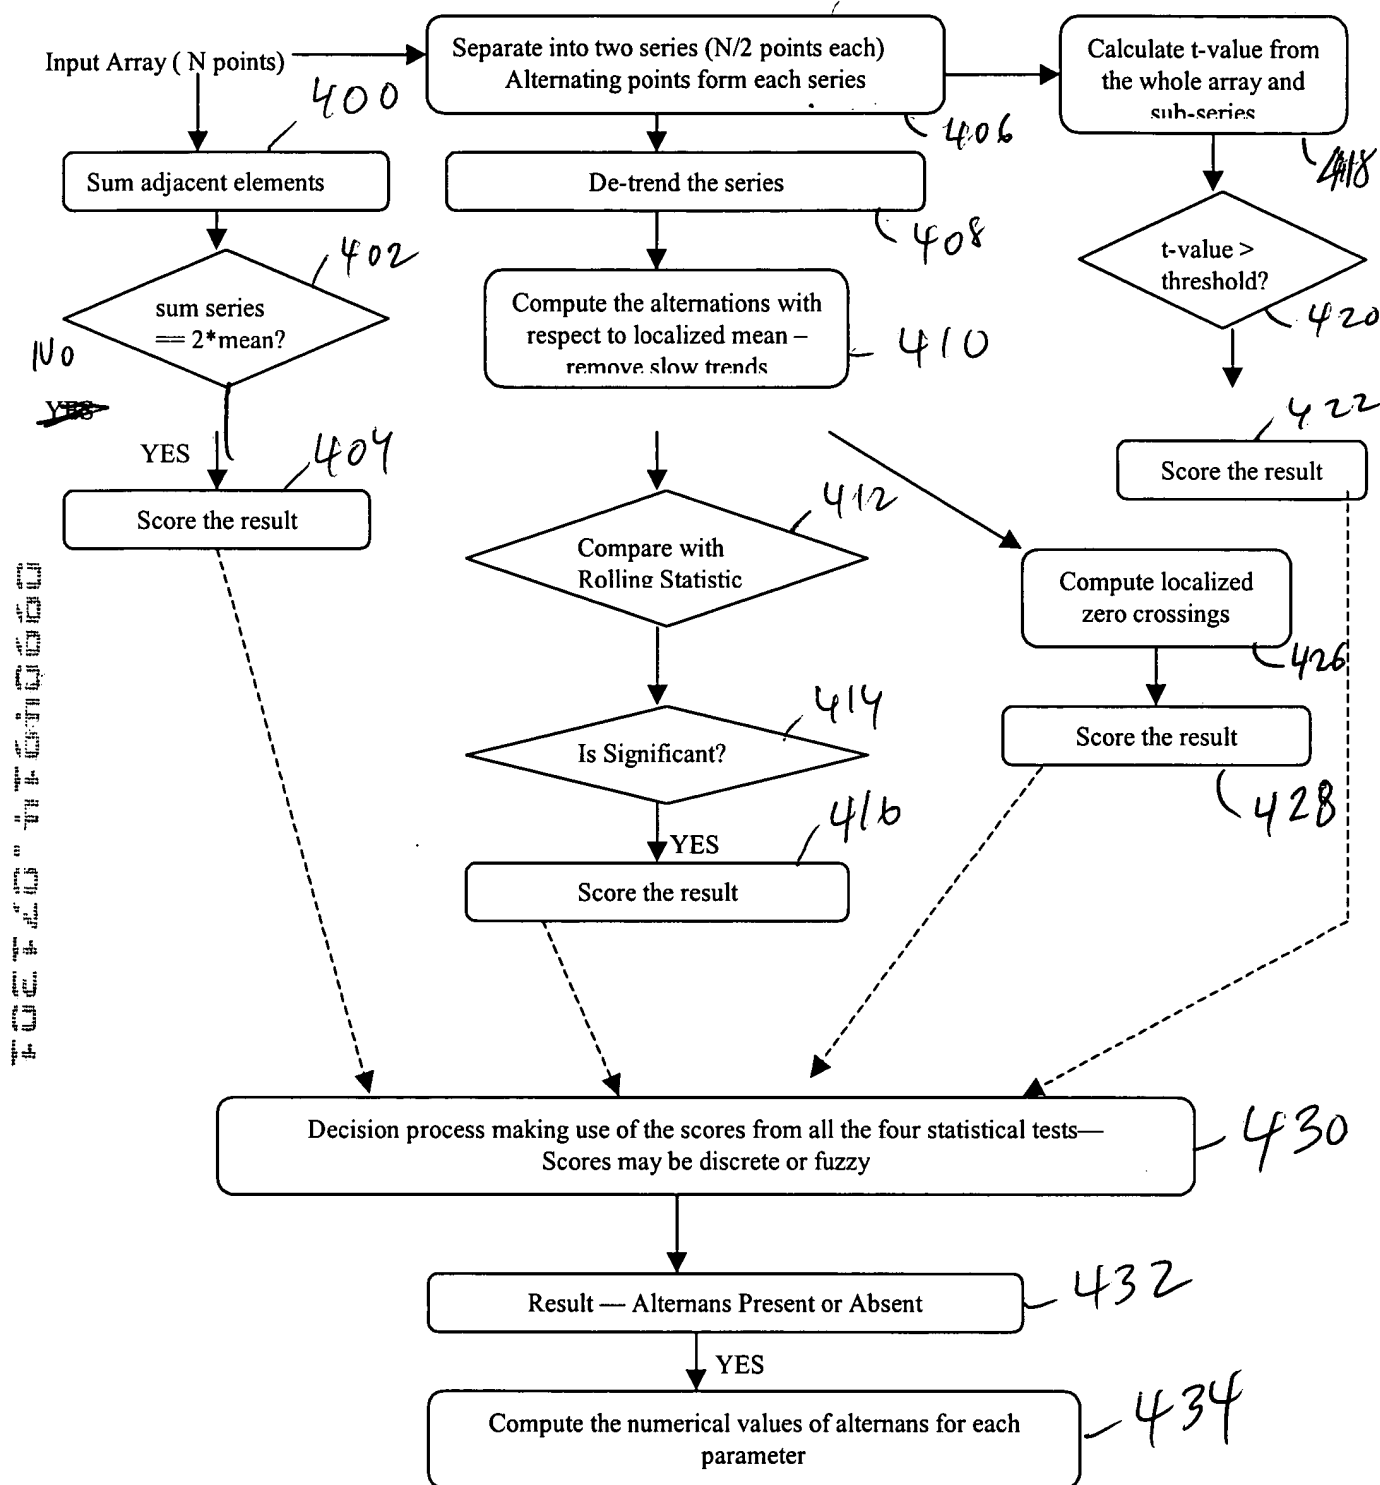 Input Array ( N points)
400
Separate into two series (N/2 points each)
Alternating points form each series
406
Calculate t-value from
the whole array and
sub-series
418
Sum adjacent elements
De-trend the series
408
402
sum series
== 2*mean?
NO
YES
YES
404
Score the result
Compute the alternations with
respect to localized mean –
remove slow trends
410
t-value >
threshold?
420
422
Score the result
412
Compare with
Rolling Statistic
414
Is Significant?
YES
416
Score the result
Compute localized
zero crossings
426
Score the result
428
Decision process making use of the scores from all the four statistical tests—
Scores may be discrete or fuzzy
430
Result — Alternans Present or Absent
432
YES
Compute the numerical values of alternans for each
parameter
434